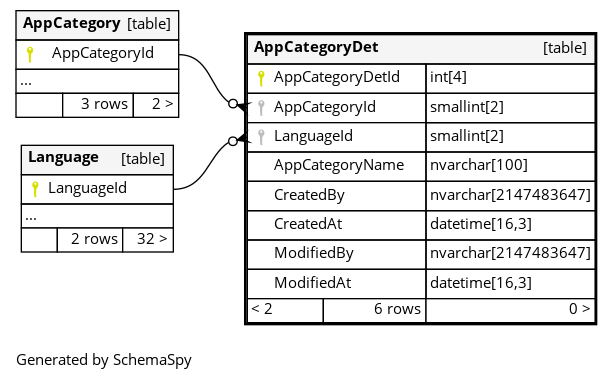 AppCategory [table]
AppCategoryId
...
3 rows 2 >
Language [table]
LanguageId
...
2 rows 32 >
AppCategoryDet [table]
AppCategoryDetId int[4]
AppCategoryId smallint[2]
LanguageId smallint[2]
AppCategoryName nvarchar[100]
CreatedBy nvarchar[2147483647]
CreatedAt datetime[16,3]
ModifiedBy nvarchar[2147483647]
ModifiedAt datetime[16,3]
< 2 6 rows 0 >
Generated by SchemaSpy